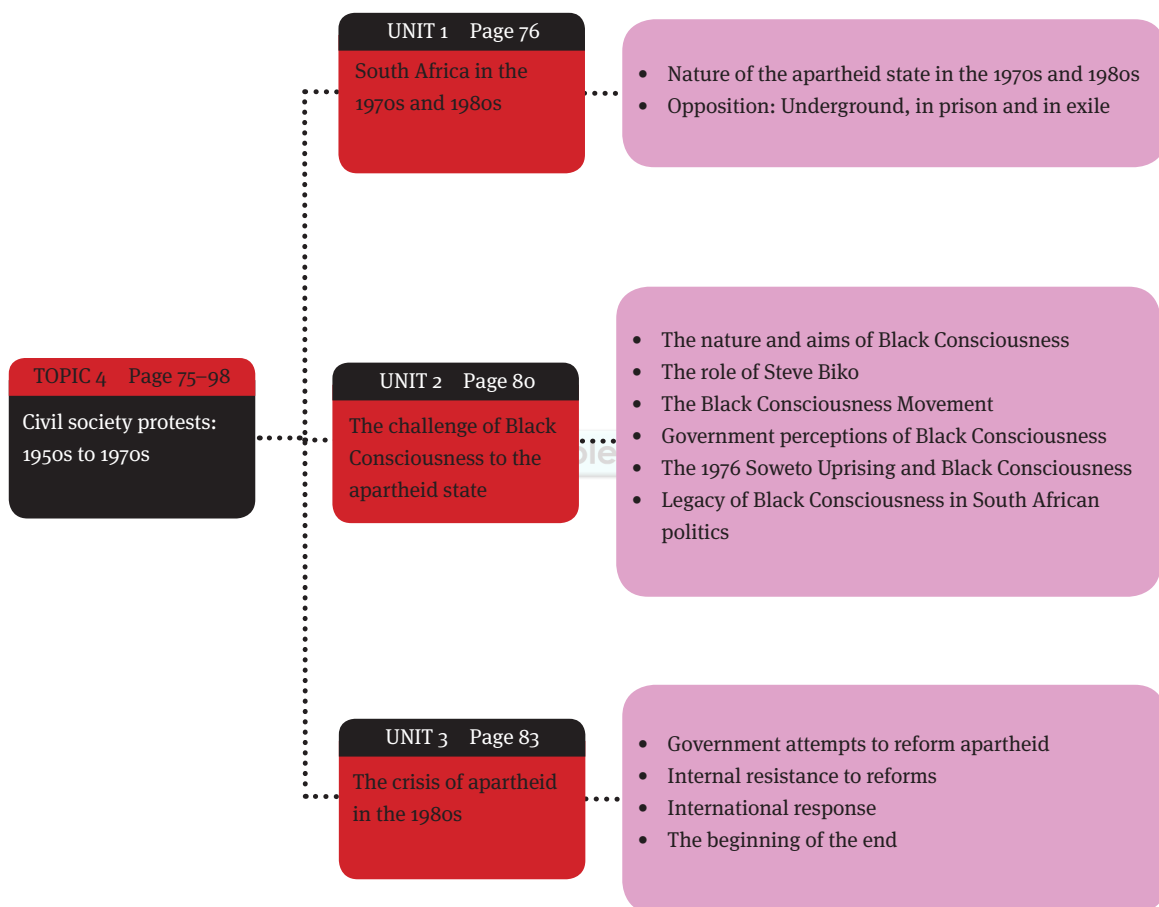 UNIT 1 Page 76
South Africa in the
1970s and 1980s
• Nature of the apartheid state in the 1970s and 1980s
• Opposition: Underground, in prison and in exile
TOPIC 4 Page 75–98
Civil society protests:
1950s to 1970s
UNIT 2 Page 80
The challenge of Black
Consciousness to the
apartheid state
• The nature and aims of Black Consciousness
• The role of Steve Biko
• The Black Consciousness Movement
• Government perceptions of Black Consciousness
• The 1976 Soweto Uprising and Black Consciousness
• Legacy of Black Consciousness in South African
politics
UNIT 3 Page 83
The crisis of apartheid
in the 1980s
• Government attempts to reform apartheid
• Internal resistance to reforms
• International response
• The beginning of the end